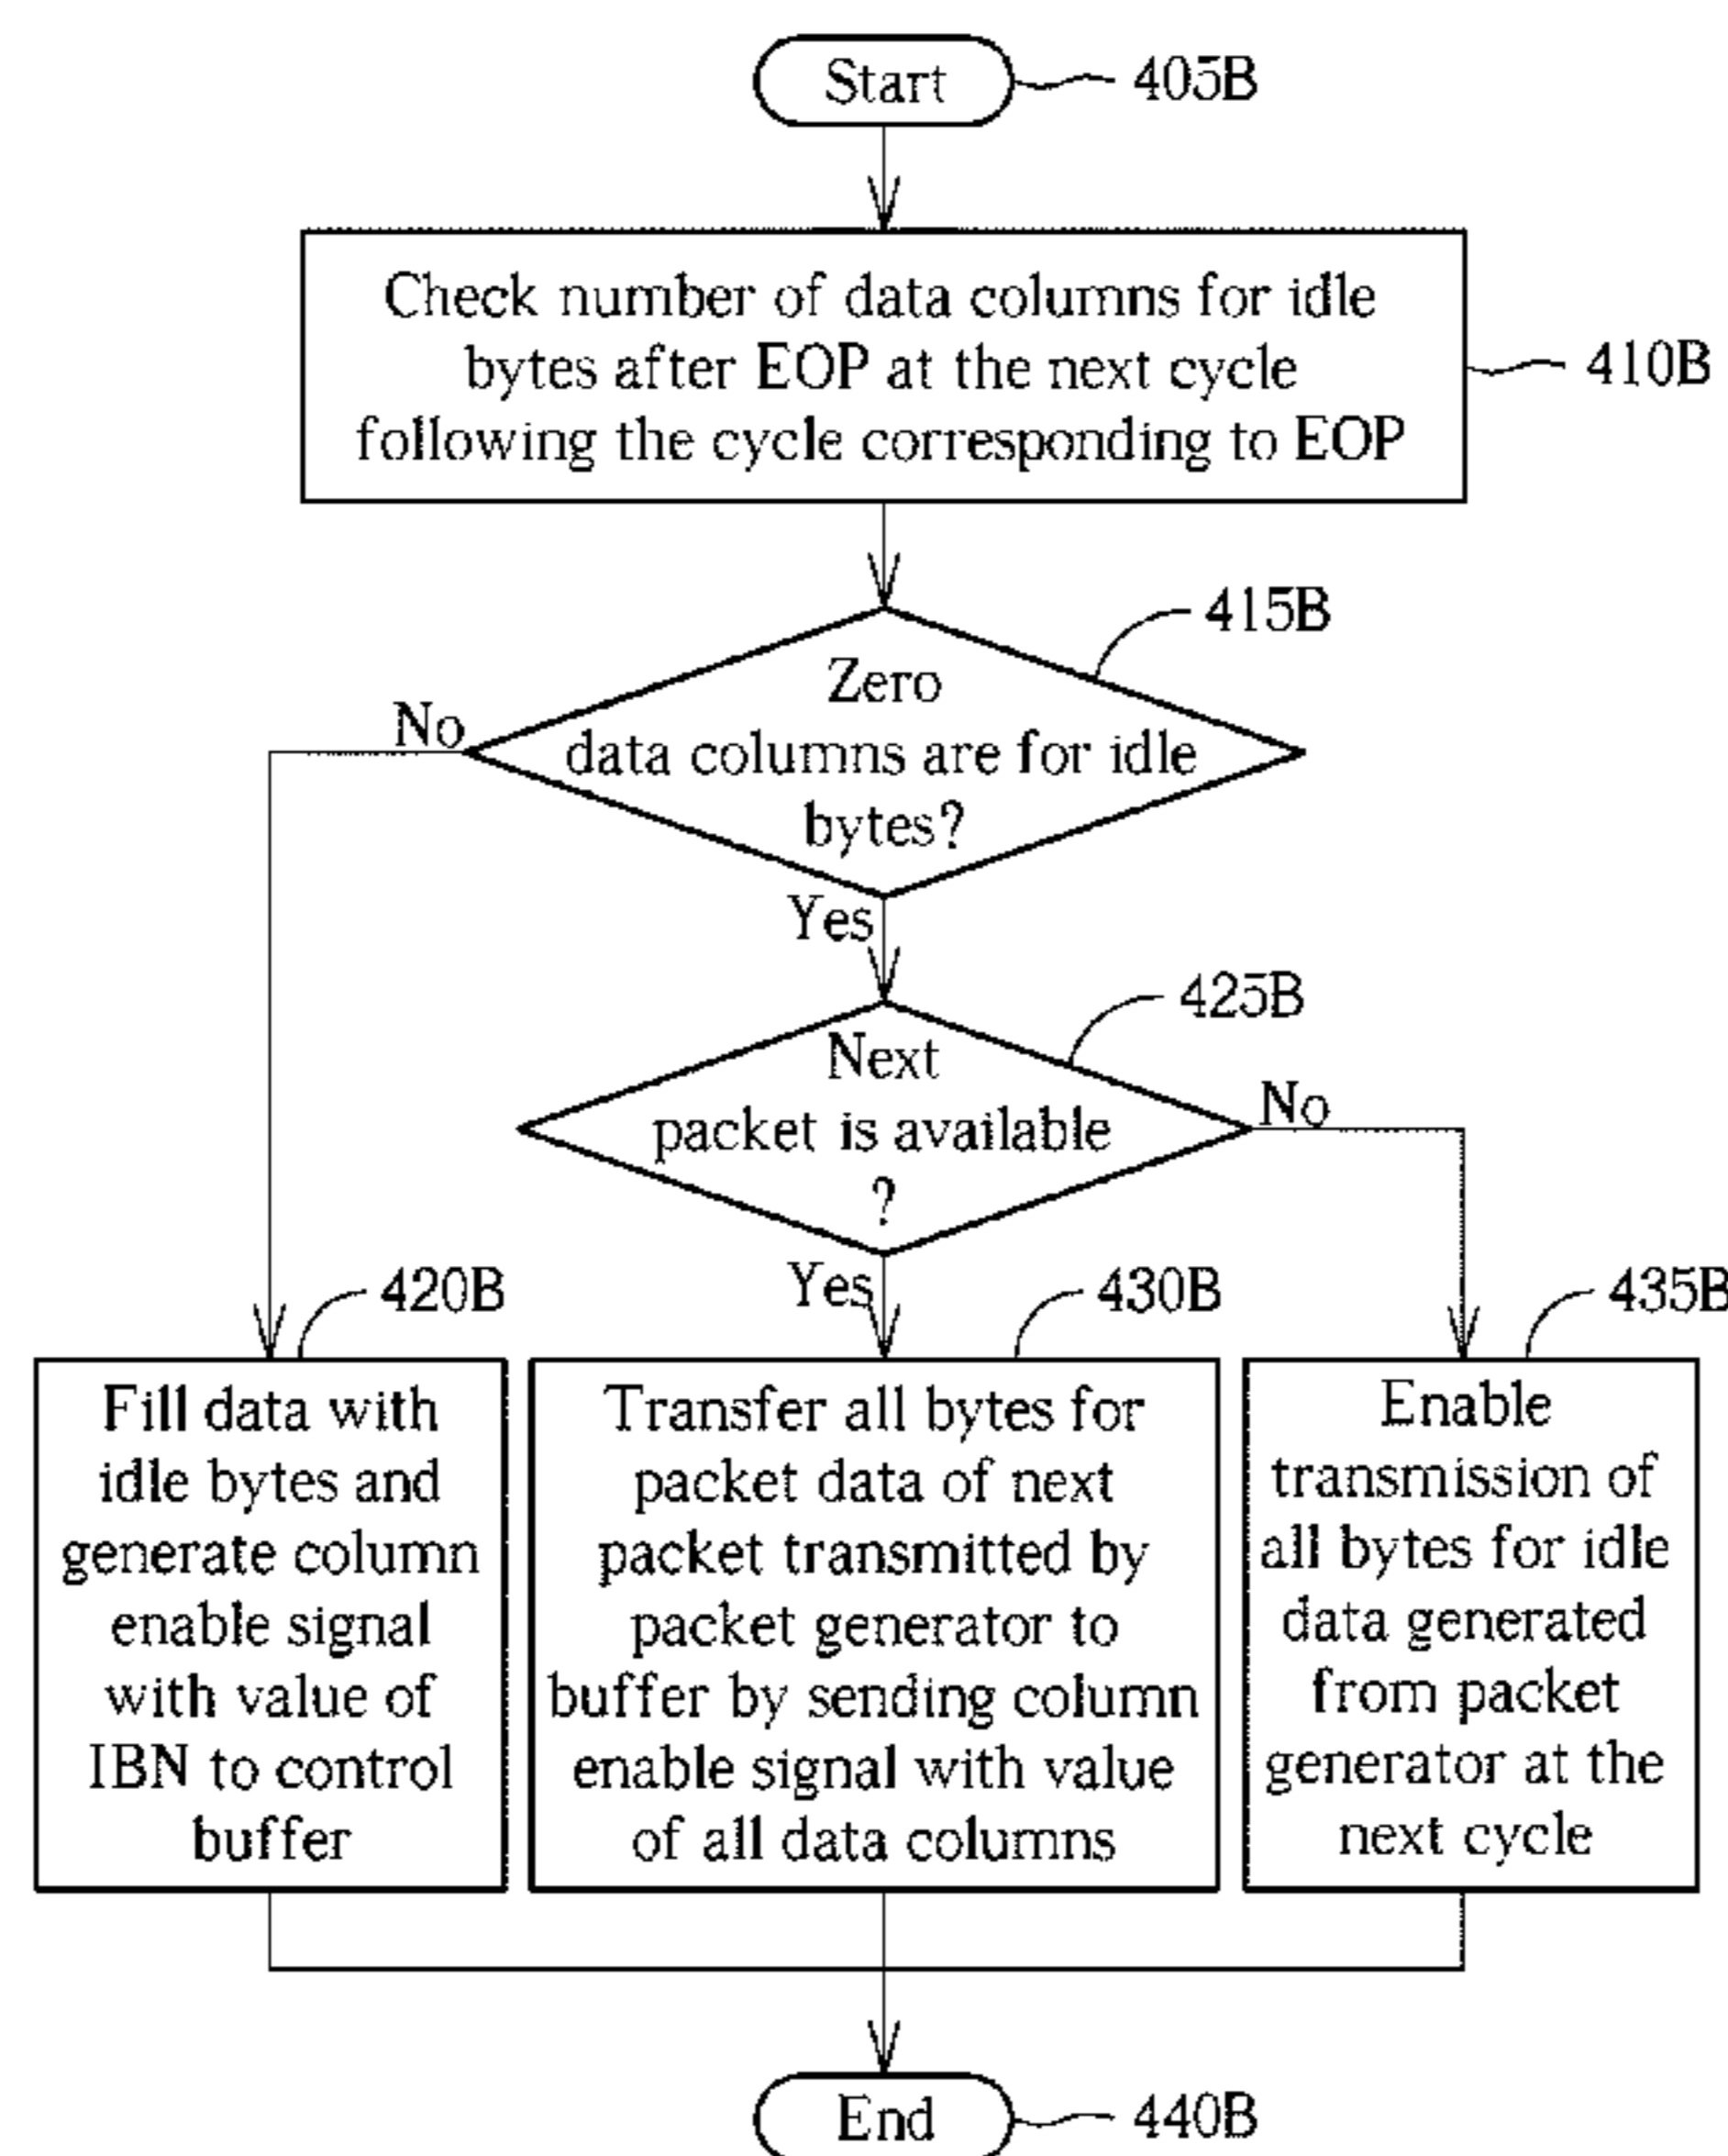 Start
405B
Check number of data columns for idle
bytes after EOP at the next cycle
following the cycle corresponding to EOP
410B
415B
Zero
data columns are for idle
bytes?
No
Yes
425B
Next
packet is available
?
No
Yes
420B
Fill data with
idle bytes and
generate column
enable signal
with value of
IBN to control
buffer
430B
Transfer all bytes for
packet data of next
packet transmitted by
packet generator to
buffer by sending column
enable signal with value
of all data columns
435B
Enable
transmission of
all bytes for idle
data generated
from packet
generator at the
next cycle
End
440B